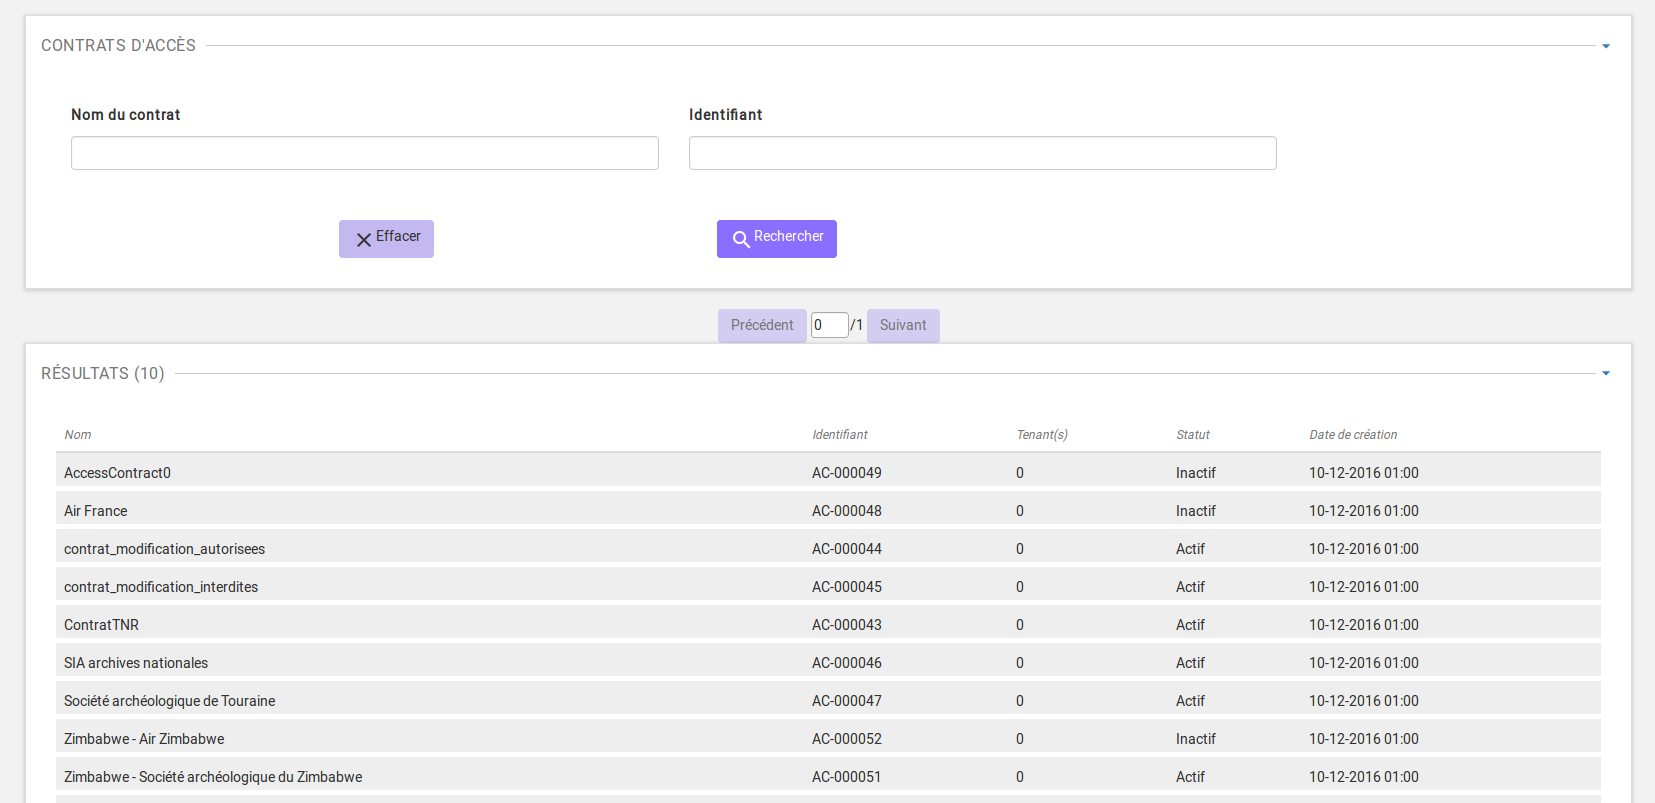 CONTRATS D'ACCÈS
Nom du contrat Identifiant
Effacer Rechercher
Précédent 0 /1 Suivant
RÉSULTATS (10)
Nom Identifiant Tenant(s) Statut Date de création
AccessContract0 AC-000049 0 Inactif 10-12-2016 01:00
Air France AC-000048 0 Inactif 10-12-2016 01:00
contrat_modification_autorisees AC-000044 0 Actif 10-12-2016 01:00
contrat_modification_interdites AC-000045 0 Actif 10-12-2016 01:00
ContratTNR AC-000043 0 Actif 10-12-2016 01:00
SIA archives nationales AC-000046 0 Actif 10-12-2016 01:00
Société archéologique de Touraine AC-000047 0 Actif 10-12-2016 01:00
Zimbabwe - Air Zimbabwe AC-000052 0 Inactif 10-12-2016 01:00
Zimbabwe - Société archéologique du Zimbabwe AC-000051 0 Actif 10-12-2016 01:00